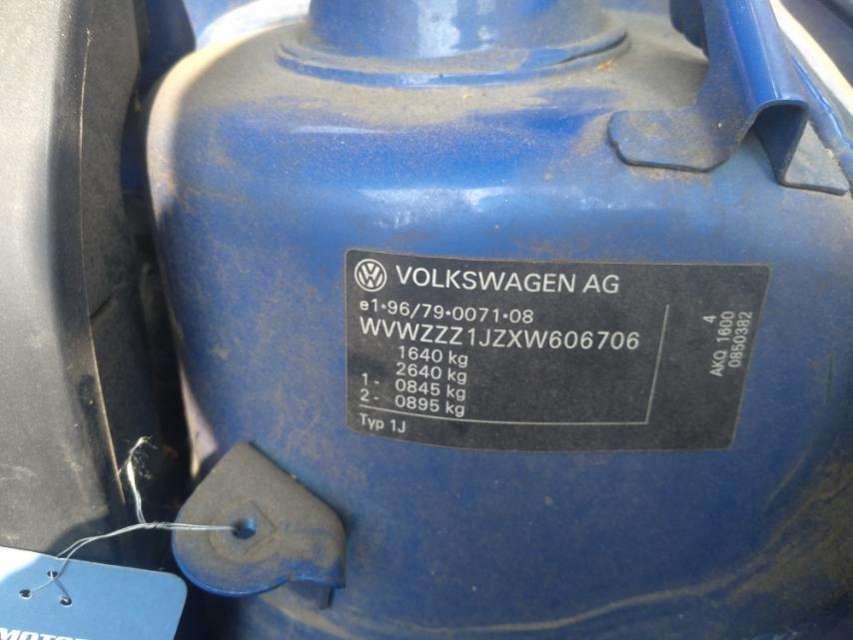 VOLKSWAGEN AG
e1*96/79*0071*08
WVWZZZ1JZXW606706
1640 kg
2640 kg
1 - 0845 kg
2 - 0895 kg
Typ 1J
4
AKQ 1600
0850382